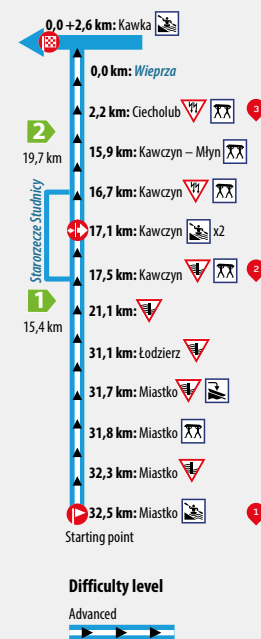 0,0 +2,6 km: Kawka
0,0 km: Wieprza
2,2 km: Ciecholub
3
2
19,7 km
15,9 km: Kawczyn – Młyn
16,7 km: Kawczyn
Starorzecze Studnicy
17,1 km: Kawczyn x2
17,5 km: Kawczyn
2
1
15,4 km
21,1 km:
31,1 km: Łodzierz
31,7 km: Miastko
31,8 km: Miastko
32,3 km: Miastko
32,5 km: Miastko
1
Starting point
Difficulty level
Advanced